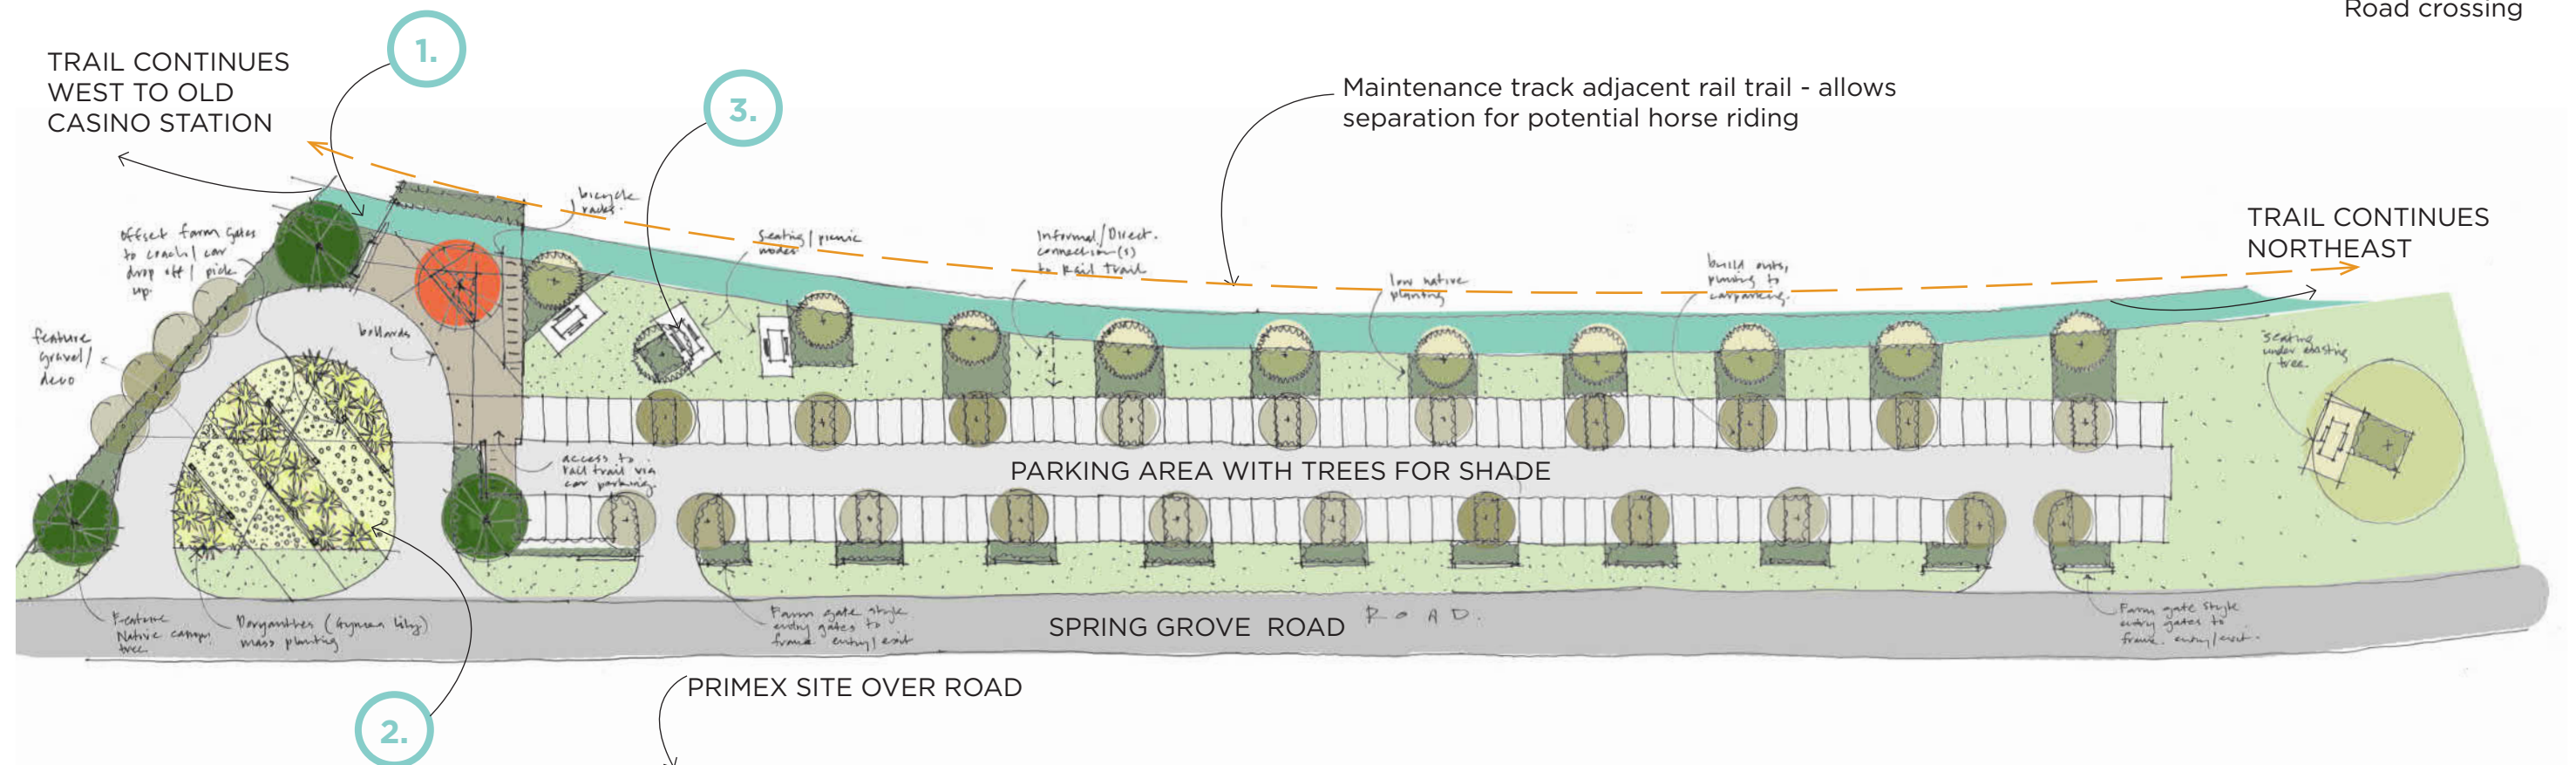 Road crossing
TRAIL CONTINUES
WEST TO OLD
CASINO STATION
1.
3.
Maintenance track adjacent rail trail - allows
separation for potential horse riding
TRAIL CONTINUES
NORTHEAST
bicycle
racks.
offset farm gates
to coach/car
drop off / pick
up.
seating / picnic
nodes
Informal/Direct.
connection(s)
to Rail Trail
low native
planting
build outs,
planting to
carparking.
feature
gravel/
deco
bollards
seating
under existing
tree.
access to
rail trail via
car parking.
PARKING AREA WITH TREES FOR SHADE
Feature
Native canopy
tree
Doryanthes (Gymea lily)
mass planting
Farm gate style
entry gates to
frame entry/exit
SPRING GROVE ROAD
ROAD.
Farm gate style
entry gates to
frame. entry/exit.
PRIMEX SITE OVER ROAD
2.